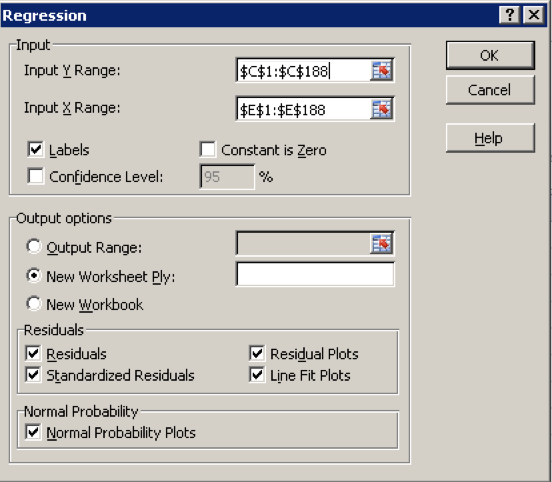 Regression
Input
Input Y Range:
$C$1:$C$188
OK
Cancel
Input X Range:
$E$1:$E$188
Help
Labels
Constant is Zero
Confidence Level:
95
%
Output options
Output Range:
New Worksheet Ply:
New Workbook
Residuals
Residuals
Residual Plots
Standardized Residuals
Line Fit Plots
Normal Probability
Normal Probability Plots